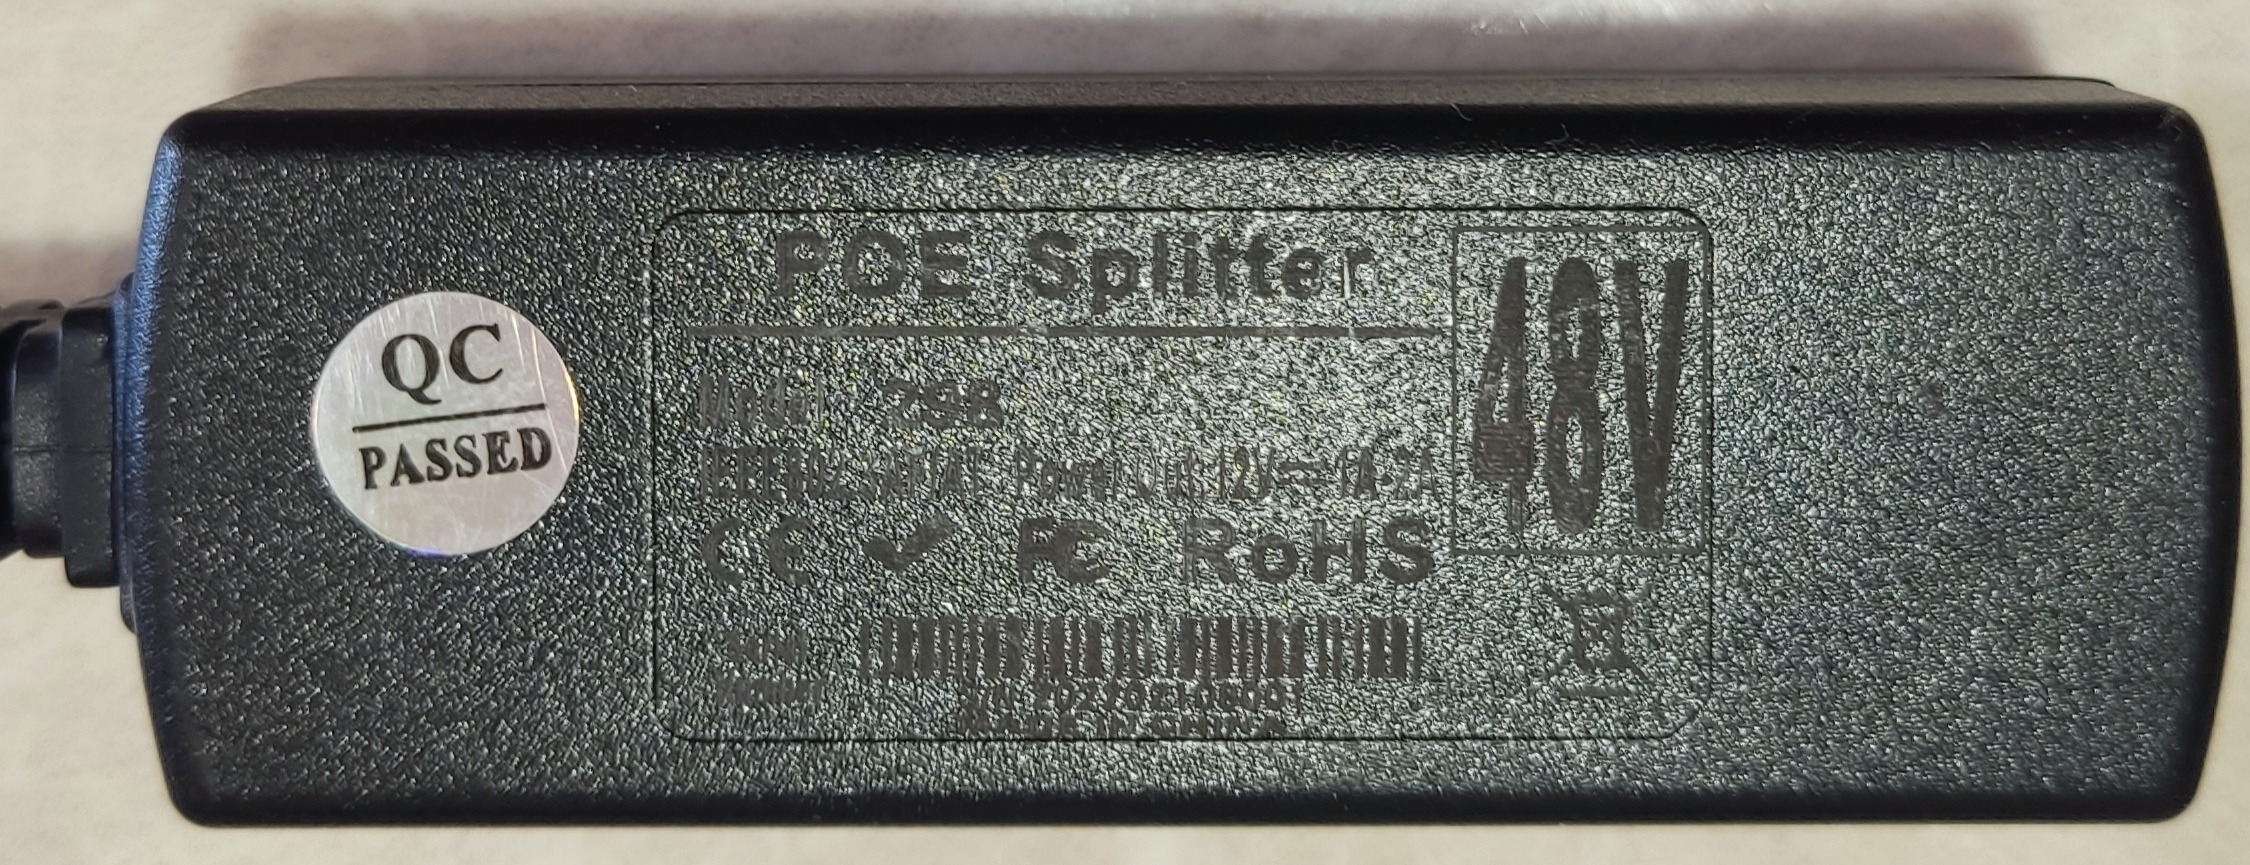 QC
PASSED
POE Splitter
48V
Model 298
IEEE802.3AF/AT Power Out: 12V⎓1A-2A
CE FC RoHS
S/N: 202202108001
MADE IN CHINA